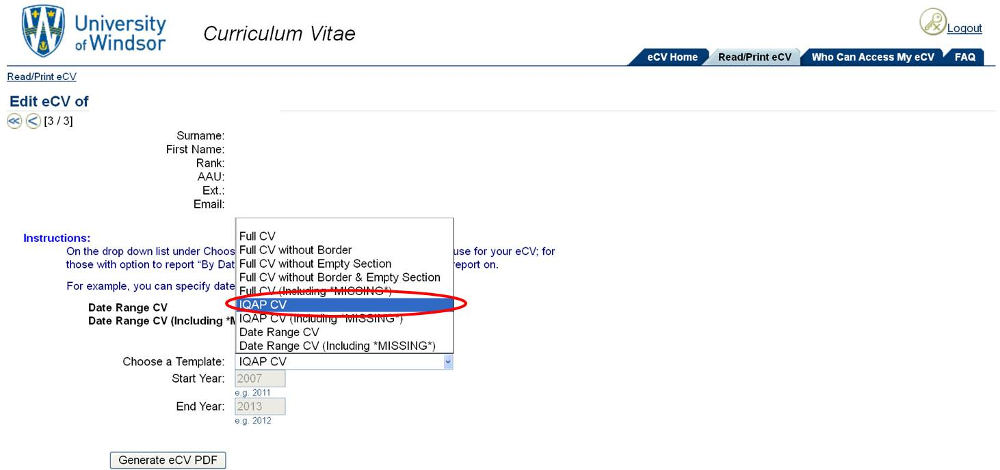 University
of Windsor
Curriculum Vitae
Logout
eCV Home
Read/Print eCV
Who Can Access My eCV
FAQ
Read/Print eCV
Edit eCV of
[3 / 3]
Surname:
First Name:
Rank:
AAU:
Ext.:
Email:
Instructions:
On the drop down list under Choos use for your eCV; for
those with option to report “By Dat eport on.
For example, you can specify date
Date Range CV
Date Range CV (Including *M
Full CV
Full CV without Border
Full CV without Empty Section
Full CV without Border & Empty Section
Full CV (Including *MISSING*)
IQAP CV
IQAP CV (Including *MISSING*)
Date Range CV
Date Range CV (Including *MISSING*)
Choose a Template: IQAP CV
Start Year: 2007
e.g. 2011
End Year: 2013
e.g. 2012
Generate eCV PDF